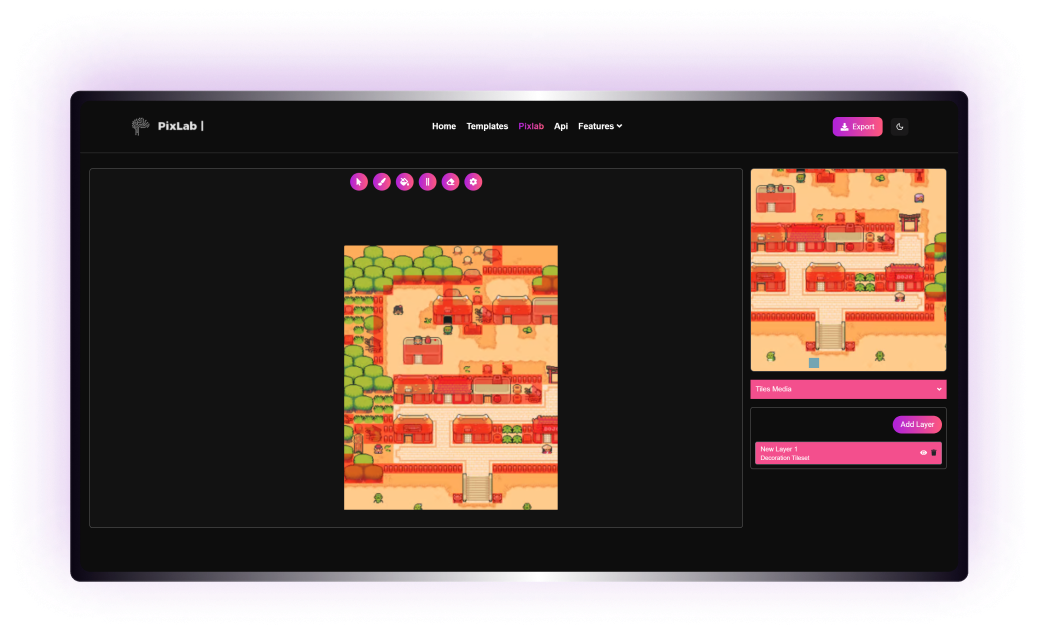 PixLab |
Home Templates Pixlab Api Features
Export
Tiles Media
Add Layer
New Layer 1
Decoration Tileset